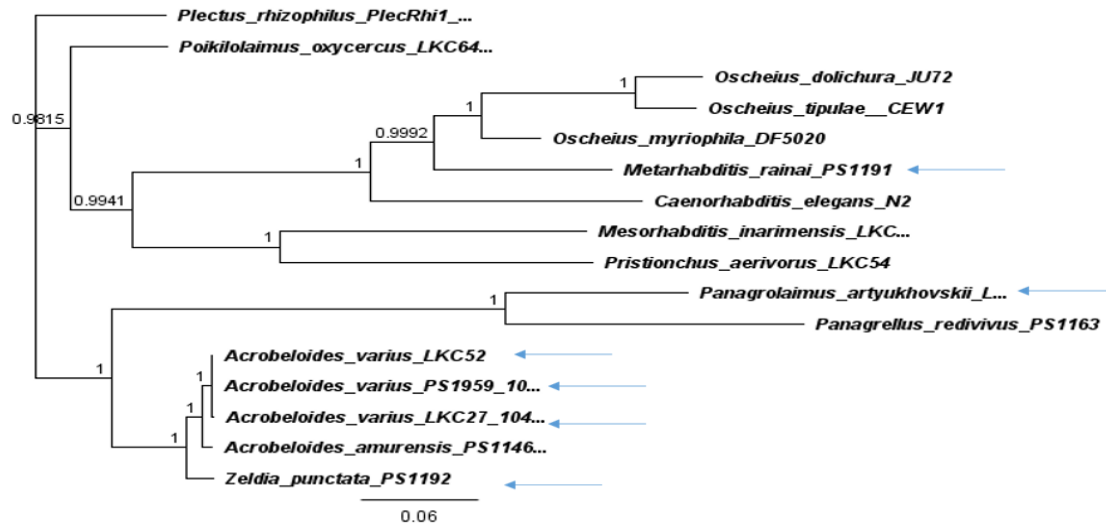 Plectus_rhizophilus_PlecRhi1_...
Poikilolaimus_oxycercus_LKC64...
Oscheius_dolichura_JU72
1
Oscheius_tipulae__CEW1
1
0.9815
0.9992
Oscheius_myriophila_DF5020
1
Metarhabditis_rainai_PS1191
0.9941
Caenorhabditis_elegans_N2
Mesorhabditis_inarimensis_LKC...
1
Pristionchus_aerivorus_LKC54
Panagrolaimus_artyukhovskii_L...
1
Panagrellus_redivivus_PS1163
Acrobeloides_varius_LKC52
1
1
Acrobeloides_varius_PS1959_10...
Acrobeloides_varius_LKC27_104...
1
Acrobeloides_amurensis_PS1146...
Zeldia_punctata_PS1192
0.06